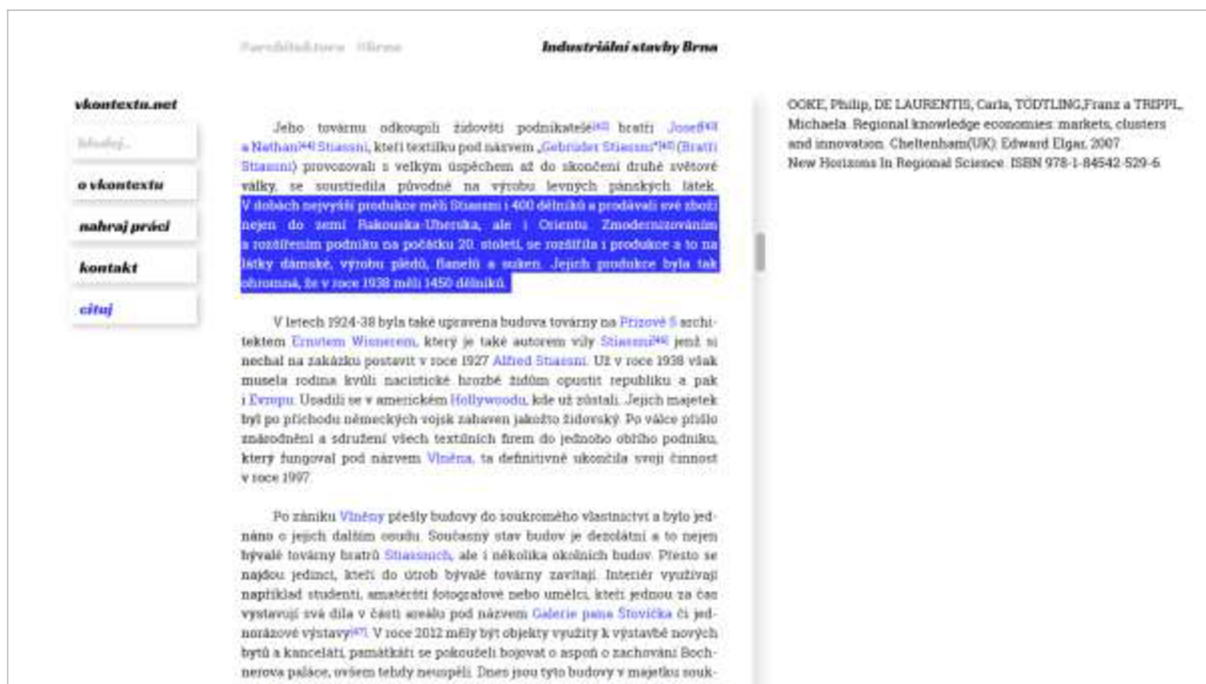 #architektura #Brno
Industriální stavby Brna
vkontextu.net
hledej...
o vkontextu
nahraj práci
kontakt
cituj
Jeho továrnu odkoupili židovští podnikatelé[42] bratři Josef[43]
a Nathan[44] Stiassni, kteří textilku pod názvem „Gebrüder Stiassni“[45] (Bratři
Stiassni) provozovali s velkým úspěchem až do skončení druhé světové
války, se soustředila původně na výrobu levných pánských látek.
V dobách nejvyšší produkce měli Stiassni i 400 dělníků a prodávali své zboží
nejen do zemí Rakouska-Uherska, ale i Orientu. Zmodernizováním
a rozšířením podniku na počátku 20. století, se rozšířila i produkce a to na
látky dámské, výrobu plédů, flanelů a suken. Jejich produkce byla tak
ohromná, že v roce 1938 měli 1450 dělníků.
V letech 1924-38 byla také upravena budova továrny na Přízově 5 archi-
tektem Ernstem Wisnerem, který je také autorem vily Stiassni[46] jenž si
nechal na zakázku postavit v roce 1927 Alfred Stiassni. Už v roce 1938 však
musela rodina kvůli nacistické hrozbě židům opustit republiku a pak
i Evropu. Usadili se v americkém Hollywoodu, kde už zůstali. Jejich majetek
byl po příchodu německých vojsk zabaven jakožto židovský. Po válce přišlo
znárodnění a sdružení všech textilních firem do jednoho obřího podniku,
který fungoval pod názvem Vlněna, ta definitivně ukončila svoji činnost
v roce 1997.
Po zániku Vlněny přešly budovy do soukromého vlastnictví a bylo jed-
náno o jejich dalším osudu. Současný stav budov je dezolátní a to nejen
bývalé továrny bratrů Stiassnich, ale i několika okolních budov. Přesto se
najdou jedinci, kteří do útrob bývalé továrny zavítají. Interiér využívají
například studenti, amatérští fotografové nebo umělci, kteří jednou za čas
vystavují svá díla v části areálu pod názvem Galerie pana Šťovíčka či jed-
norázové výstavy[47]. V roce 2012 měly být objekty využity k výstavbě nových
bytů a kanceláří, památkáři se pokoušeli bojovat o aspoň o zachování Boch-
nerova paláce, ovšem tehdy neuspěli. Dnes jsou tyto budovy v majetku souk-
OOKE, Philip, DE LAURENTIS, Carla, TÖDTLING,Franz a TRIPPL,
Michaela. Regional knowledge economies: markets, clusters
and innovation. Cheltenham(UK): Edward Elgar, 2007.
New Horizons In Regional Science. ISBN 978-1-84542-529-6.